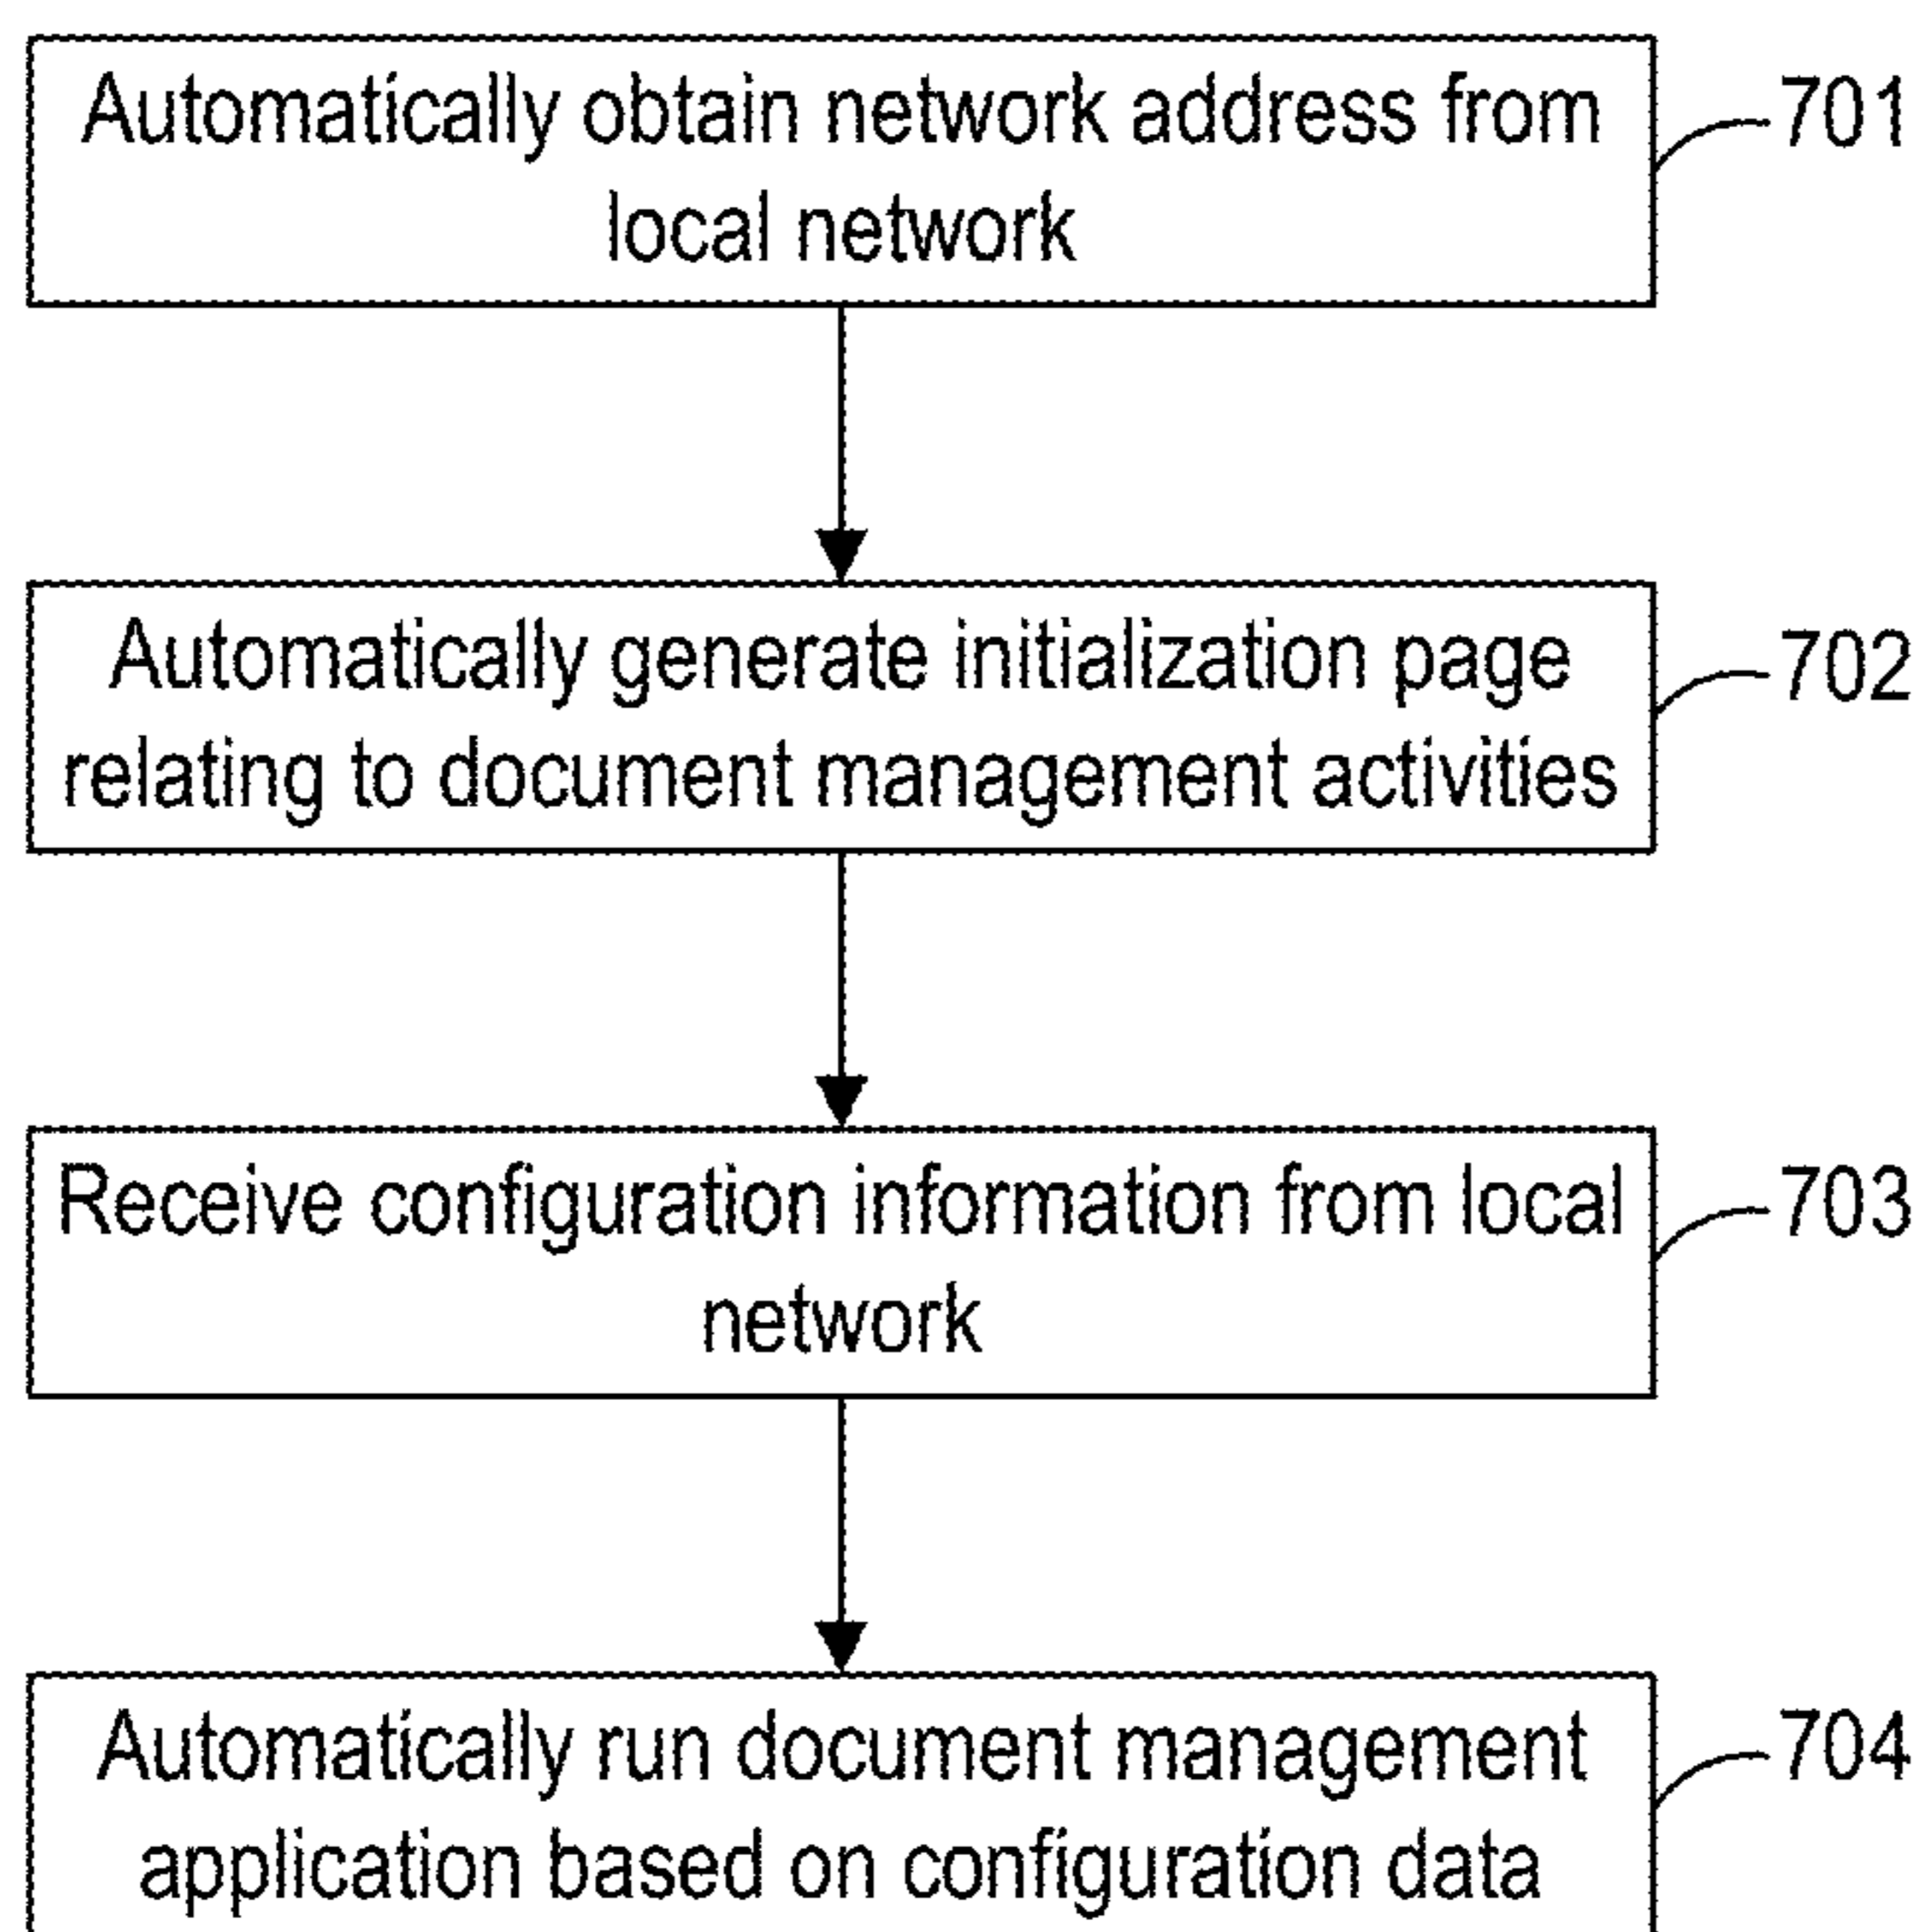 Automatically obtain network address from
local network
701
Automatically generate initialization page
relating to document management activities
702
Receive configuration information from local
network
703
Automatically run document management
application based on configuration data
704